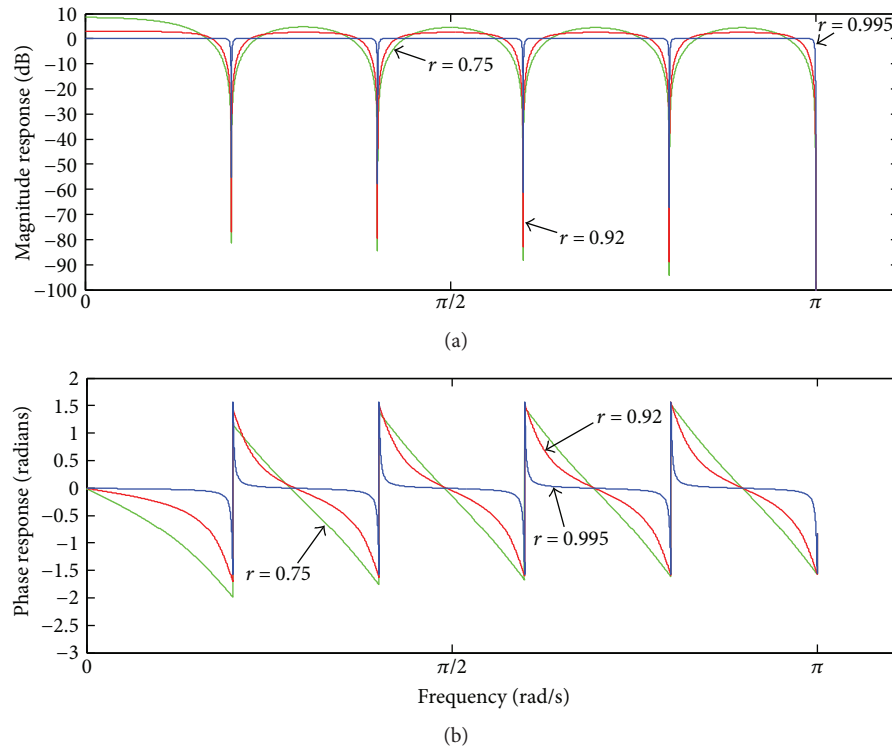 10
0
−10
−20
−30
−40
−50
−60
−70
−80
−90
−100
Magnitude response (dB)
r = 0.995
r = 0.75
r = 0.92
0
π/2
π
(a)
2
1.5
1
0.5
0
−0.5
−1
−1.5
−2
−2.5
−3
Phase response (radians)
r = 0.92
r = 0.995
r = 0.75
0
π/2
π
Frequency (rad/s)
(b)